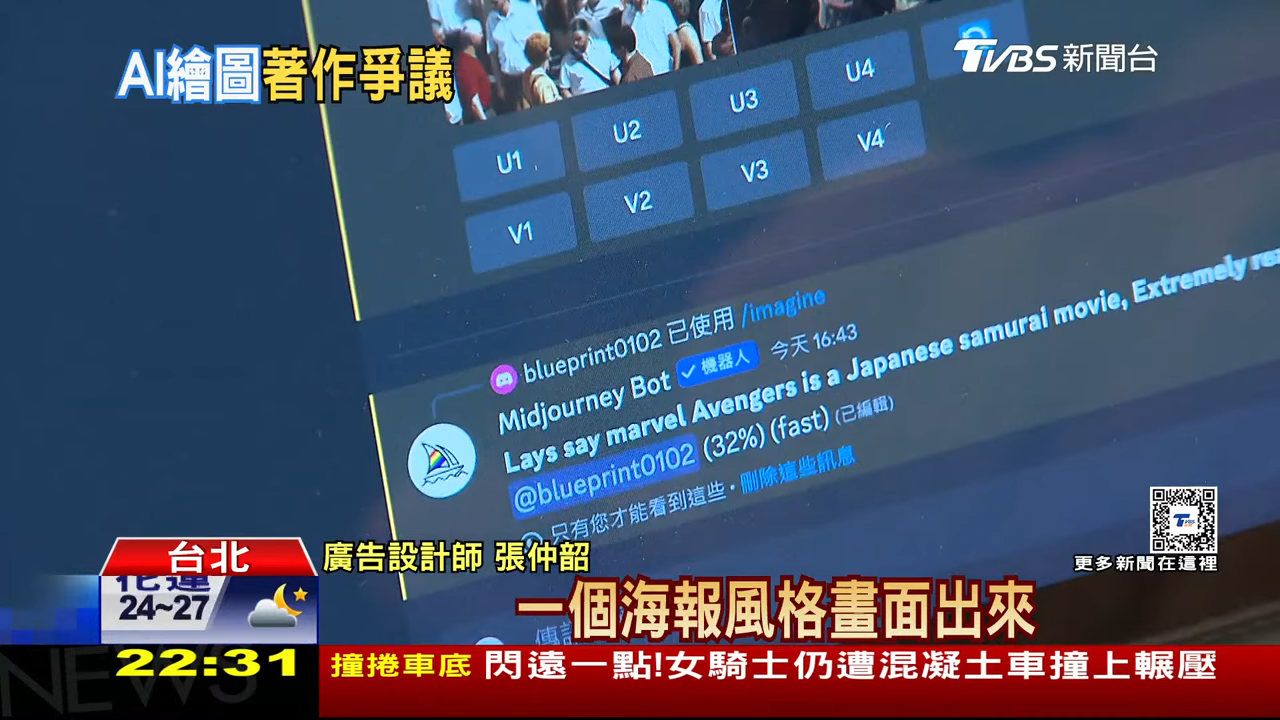 AI繪圖著作爭議
TVBS新聞台
U1 U2 U3 U4
V1 V2 V3 V4
blueprint0102 已使用 /imagine
Midjourney Bot ✓ 機器人 今天 16:43
Lays say marvel Avengers is a Japanese samurai movie, Extremely
@blueprint0102 (32%) (fast) (已編輯)
只有您才能看到這些・刪除這些訊息
TVBS
更多新聞在這裡
台北
廣告設計師 張仲韶
花蓮
24~27
一個海報風格畫面出來
22:31
撞捲車底 閃遠一點!女騎士仍遭混凝土車撞上輾壓
NEWS